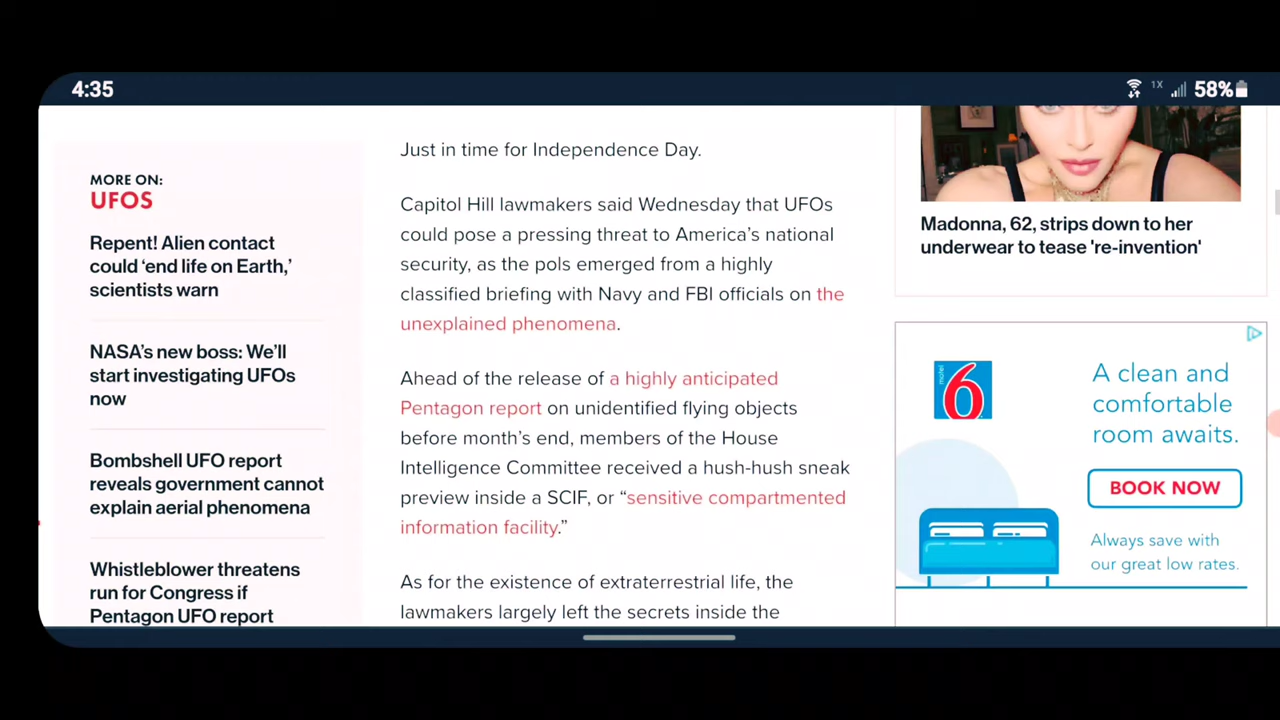 4:35
1X
58%
MORE ON:
UFOS
Repent! Alien contact
could ‘end life on Earth,’
scientists warn
NASA’s new boss: We’ll
start investigating UFOs
now
Bombshell UFO report
reveals government cannot
explain aerial phenomena
Whistleblower threatens
run for Congress if
Pentagon UFO report
Just in time for Independence Day.
Capitol Hill lawmakers said Wednesday that UFOs
could pose a pressing threat to America’s national
security, as the pols emerged from a highly
classified briefing with Navy and FBI officials on the
unexplained phenomena.
Ahead of the release of a highly anticipated
Pentagon report on unidentified flying objects
before month’s end, members of the House
Intelligence Committee received a hush-hush sneak
preview inside a SCIF, or “sensitive compartmented
information facility.”
As for the existence of extraterrestrial life, the
lawmakers largely left the secrets inside the
Madonna, 62, strips down to her
underwear to tease 're-invention'
motel
6
A clean and
comfortable
room awaits.
BOOK NOW
Always save with
our great low rates.